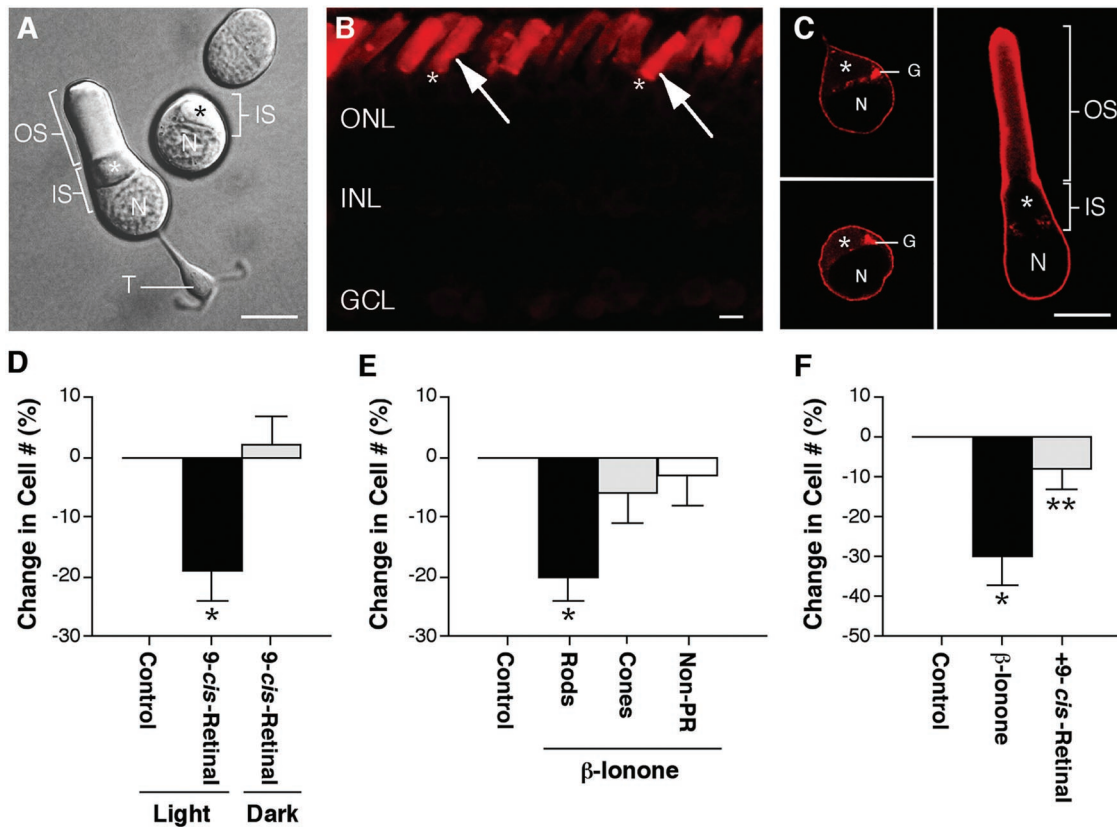 A
OS
IS
*
N
T
*
N
IS
B
*
*
ONL
INL
GCL
C
*
G
N
*
G
N
OS
IS
*
N
D
Change in Cell # (%)
10
0
-10
-20
-30
*
Control
9-cis-Retinal
9-cis-Retinal
Light
Dark
E
Change in Cell # (%)
10
0
-10
-20
-30
*
Control
Rods
Cones
Non-PR
β-Ionone
F
Change in Cell # (%)
10
0
-10
-20
-30
-40
-50
*
**
Control
β-Ionone
+9-cis-Retinal